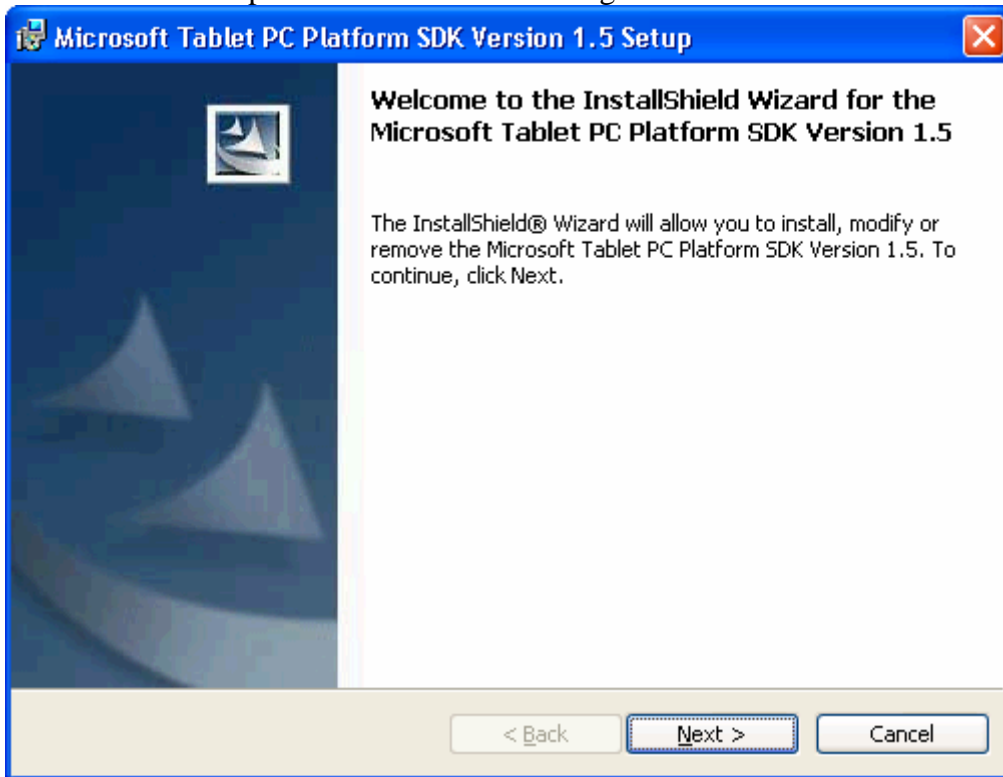 Microsoft Tablet PC Platform SDK Version 1.5 Setup
Welcome to the InstallShield Wizard for the
Microsoft Tablet PC Platform SDK Version 1.5
The InstallShield® Wizard will allow you to install, modify or
remove the Microsoft Tablet PC Platform SDK Version 1.5. To
continue, click Next.
< Back
Next >
Cancel